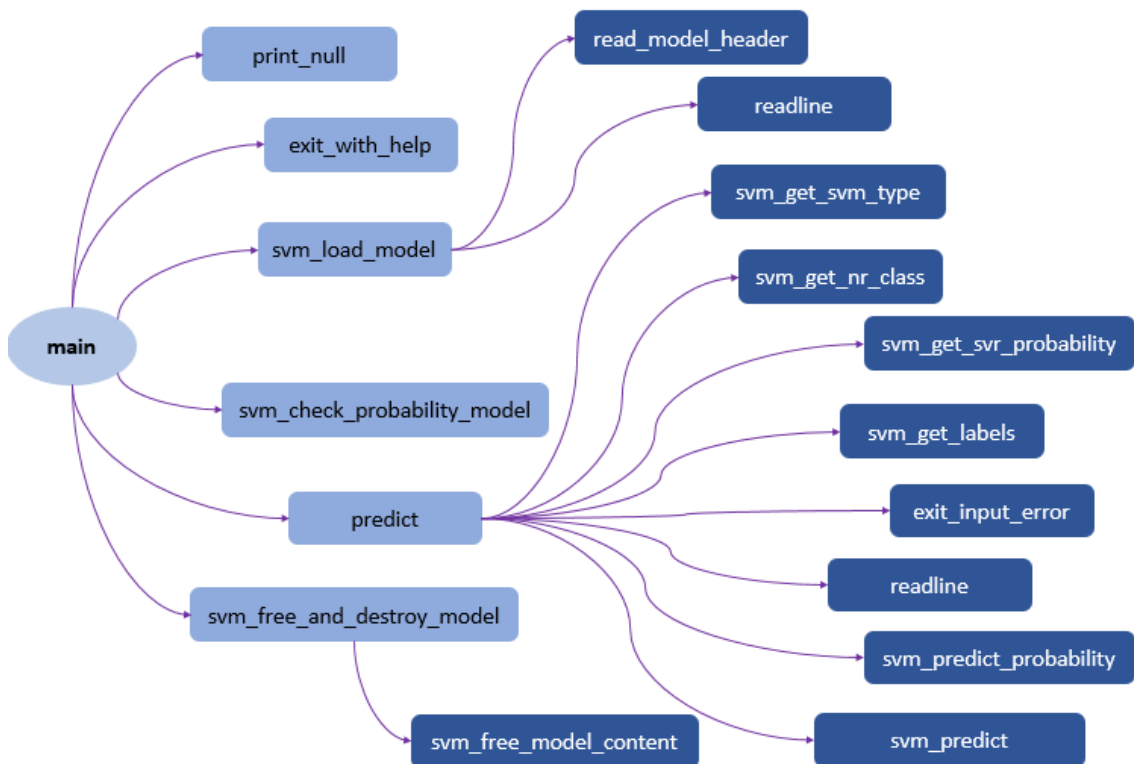 read_model_header
print_null
readline
exit_with_help
svm_get_svm_type
svm_load_model
svm_get_nr_class
main
svm_get_svr_probability
svm_check_probability_model
svm_get_labels
predict
exit_input_error
readline
svm_free_and_destroy_model
svm_predict_probability
svm_free_model_content
svm_predict